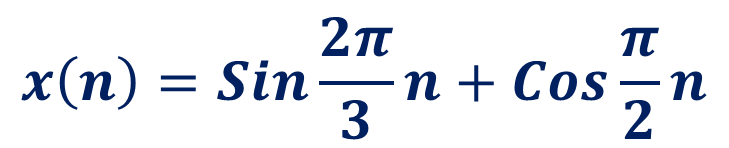 x(n) = Sin 2π/3 n + Cos π/2 n